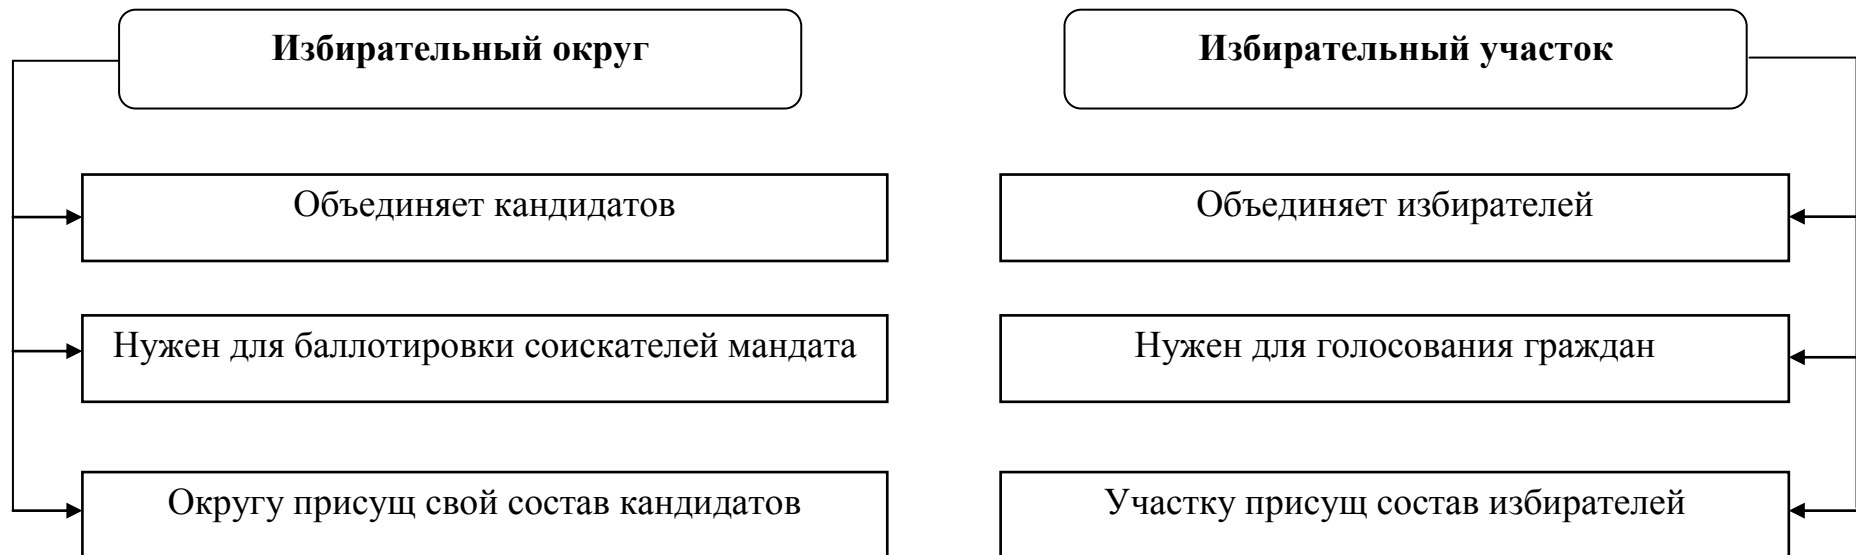 Избирательный округ
Избирательный участок
Объединяет кандидатов
Объединяет избирателей
Нужен для баллотировки соискателей мандата
Нужен для голосования граждан
Округу присущ свой состав кандидатов
Участку присущ состав избирателей